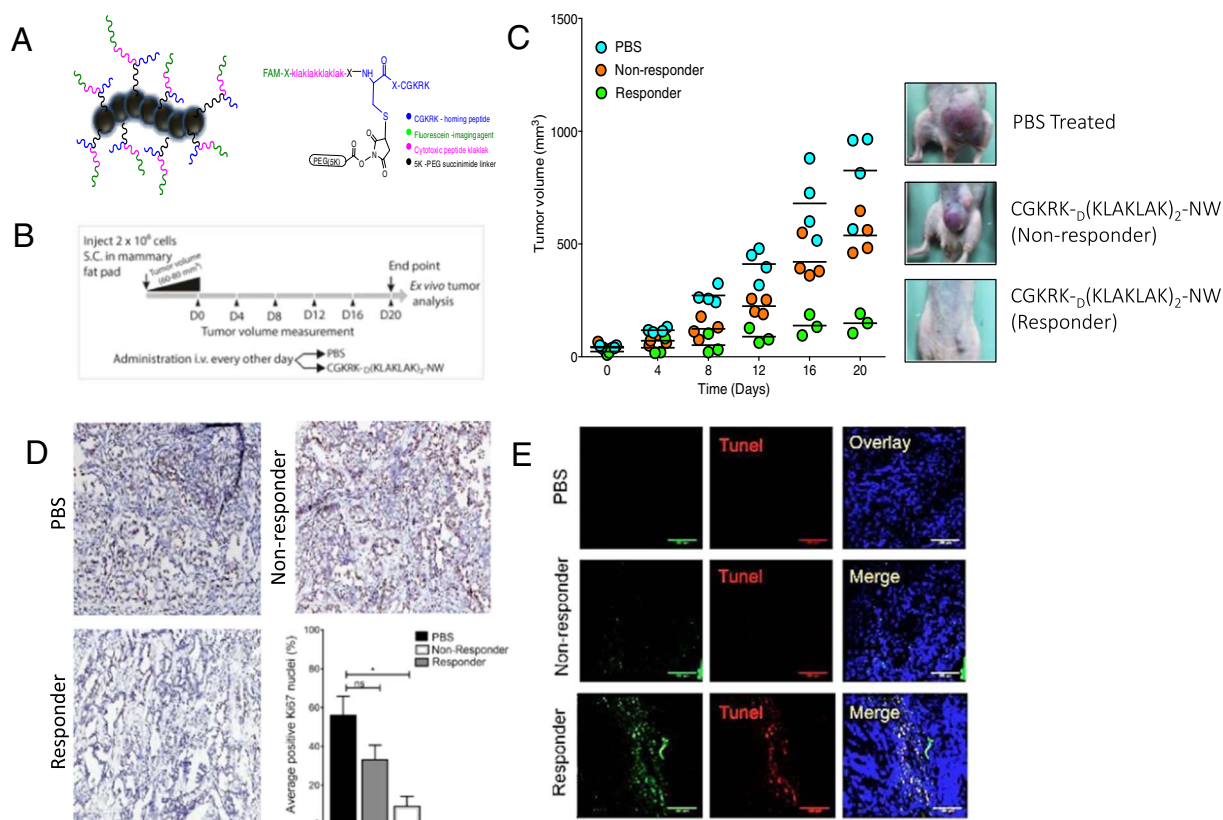 A
FAM-X-klaklakklaklak-X-NH
O
X-CGKRK
S
O
N
O
O
O
PEG(5K)
CGKRK - homing peptide
Fluorescein -imaging agent
Cytotoxic peptide klaklak
5K -PEG succinimide linker
B
Inject 2 x 10⁶ cells
S.C. in mammary
fat pad
Tumor volume
(60-80 mm³)
End point
Ex vivo tumor
analysis
D0 D4 D8 D12 D16 D20
Tumor volume measurement
Administration i.v. every other day
PBS
CGKRK-D(KLAKLAK)2-NW
C
Tumor volume (mm³)
1500
1000
500
0
PBS
Non-responder
Responder
0 4 8 12 16 20
Time (Days)
PBS Treated
CGKRK-D(KLAKLAK)2-NW
(Non-responder)
CGKRK-D(KLAKLAK)2-NW
(Responder)
D
PBS
Non-responder
Responder
Average positive Ki67 nuclei (%)
100
80
60
40
20
PBS
Non-Responder
Responder
*
ns
E
PBS
Tunel
Overlay
Non-responder
Tunel
Merge
Responder
Tunel
Merge